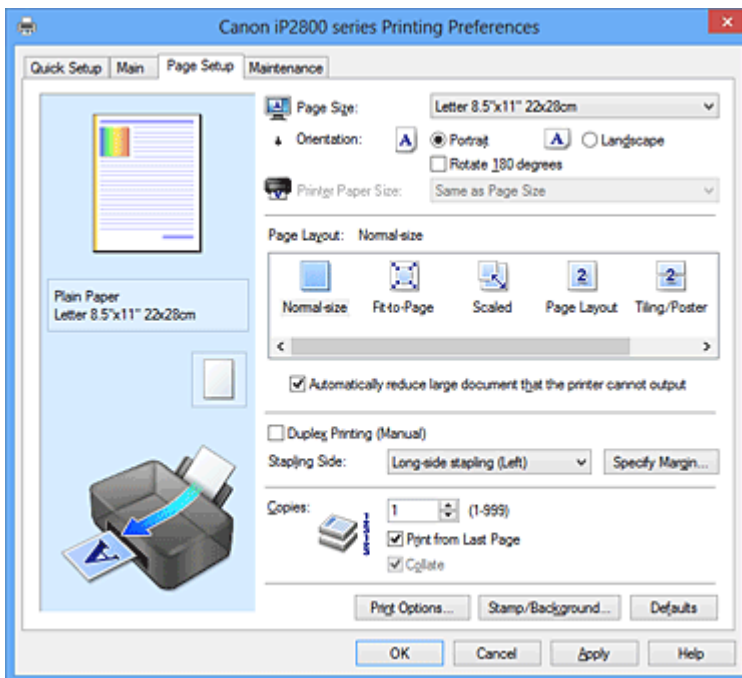 Canon iP2800 series Printing Preferences
Quick Setup Main Page Setup Maintenance
Page Size: Letter 8.5"x11" 22x28cm
Orientation: A Portrait A Landscape
Rotate 180 degrees
Printer Paper Size: Same as Page Size
Page Layout: Normal-size
Normal-size Fit-to-Page Scaled Page Layout Tiling/Poster
Plain Paper
Letter 8.5"x11" 22x28cm
Automatically reduce large document that the printer cannot output
Duplex Printing (Manual)
Stapling Side: Long-side stapling (Left) Specify Margin...
Copies: 1 (1-999)
Print from Last Page
Collate
Print Options... Stamp/Background... Defaults
OK Cancel Apply Help